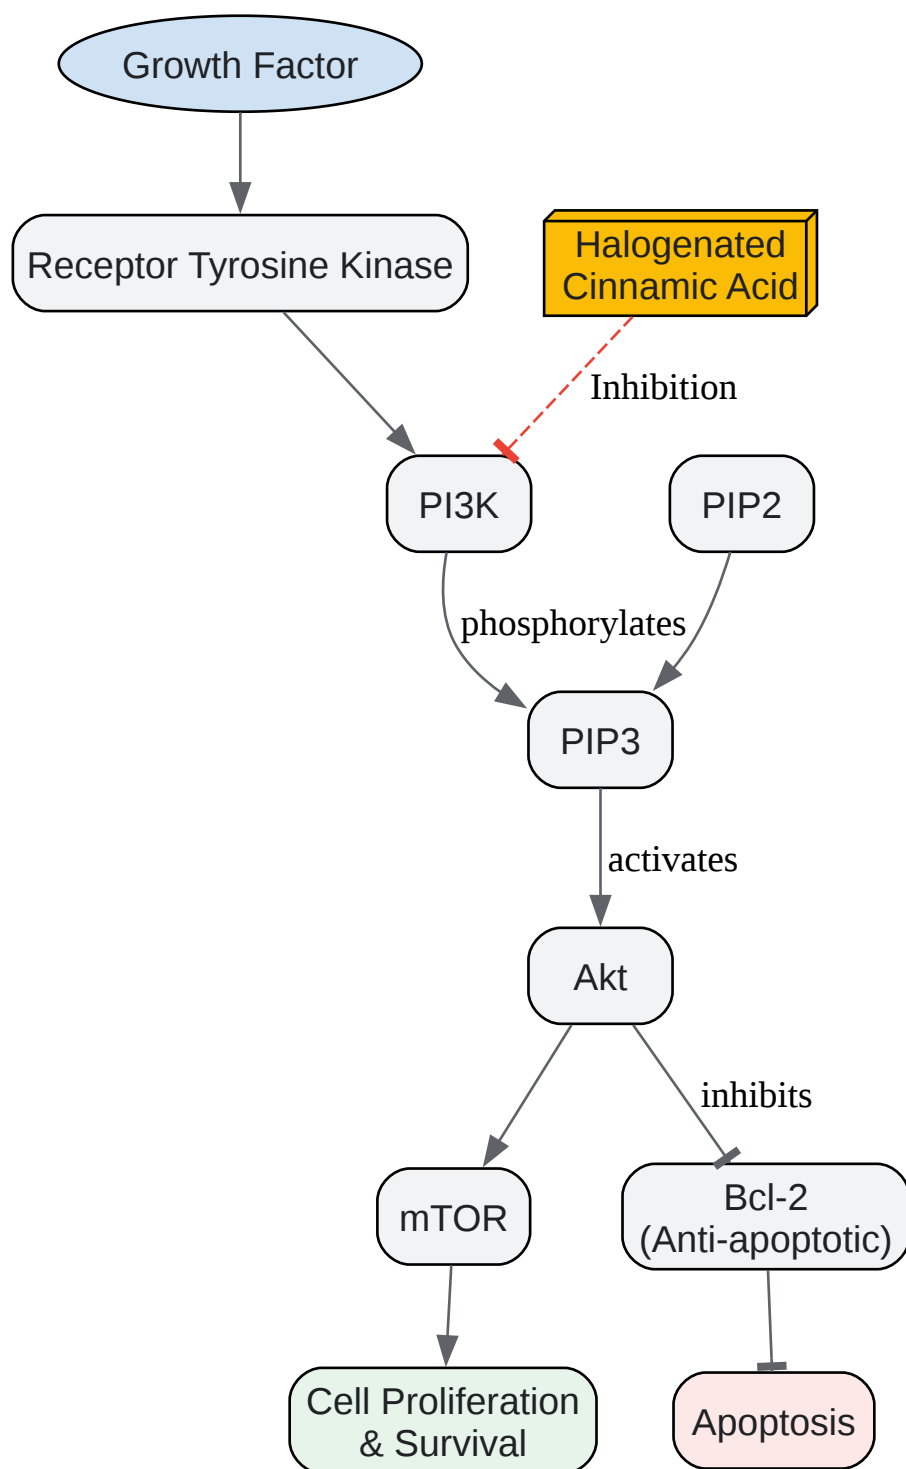 Growth Factor
Receptor Tyrosine Kinase
Halogenated
Cinnamic Acid
Inhibition
PI3K
PIP2
phosphorylates
PIP3
activates
Akt
inhibits
mTOR
Bcl-2
(Anti-apoptotic)
Cell Proliferation
& Survival
Apoptosis